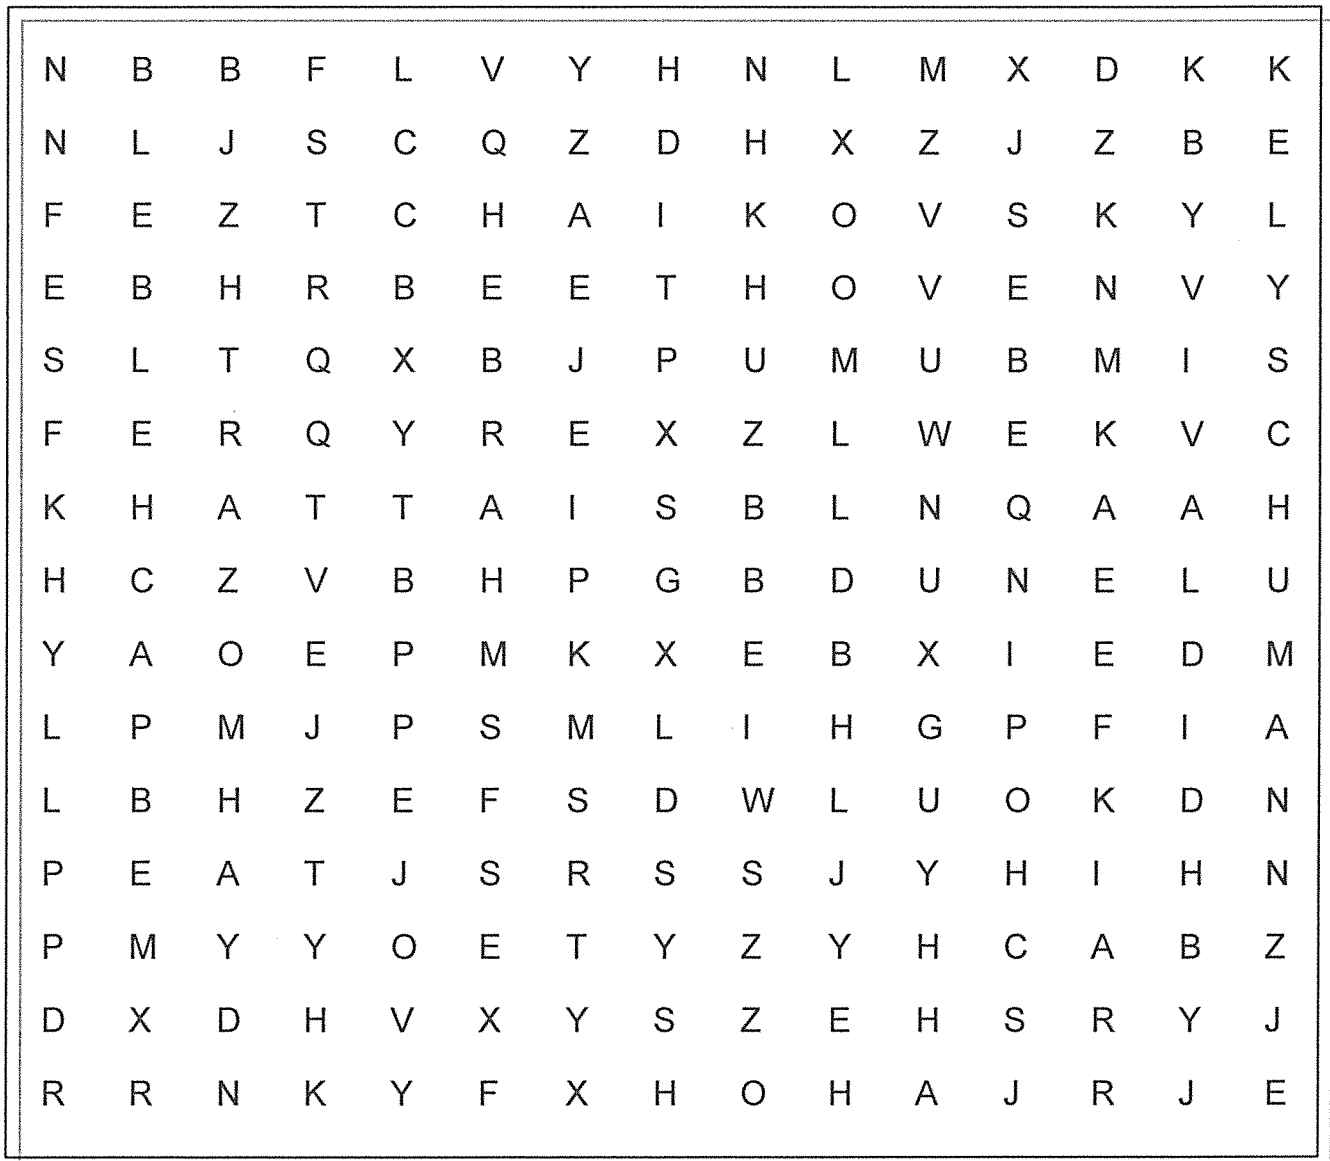 N B B F L V Y H N L M X D K K
N L J S C Q Z D H X Z J Z B E
F E Z T C H A I K O V S K Y L
E B H R B E E T H O V E N V Y
S L T Q X B J P U M U B M I S
F E R Q Y R E X Z L W E K V C
K H A T T A I S B L N Q A A H
H C Z V B H P G B D U N E L U
Y A O E P M K X E B X I E D M
L P M J P S M L I H G P F I A
L B H Z E F S D W L U O K D N
P E A T J S R S S J Y H I H N
P M Y Y O E T Y Z Y H C A B Z
D X D H V X Y S Z E H S R Y J
R R N K Y F X H O H A J R J E